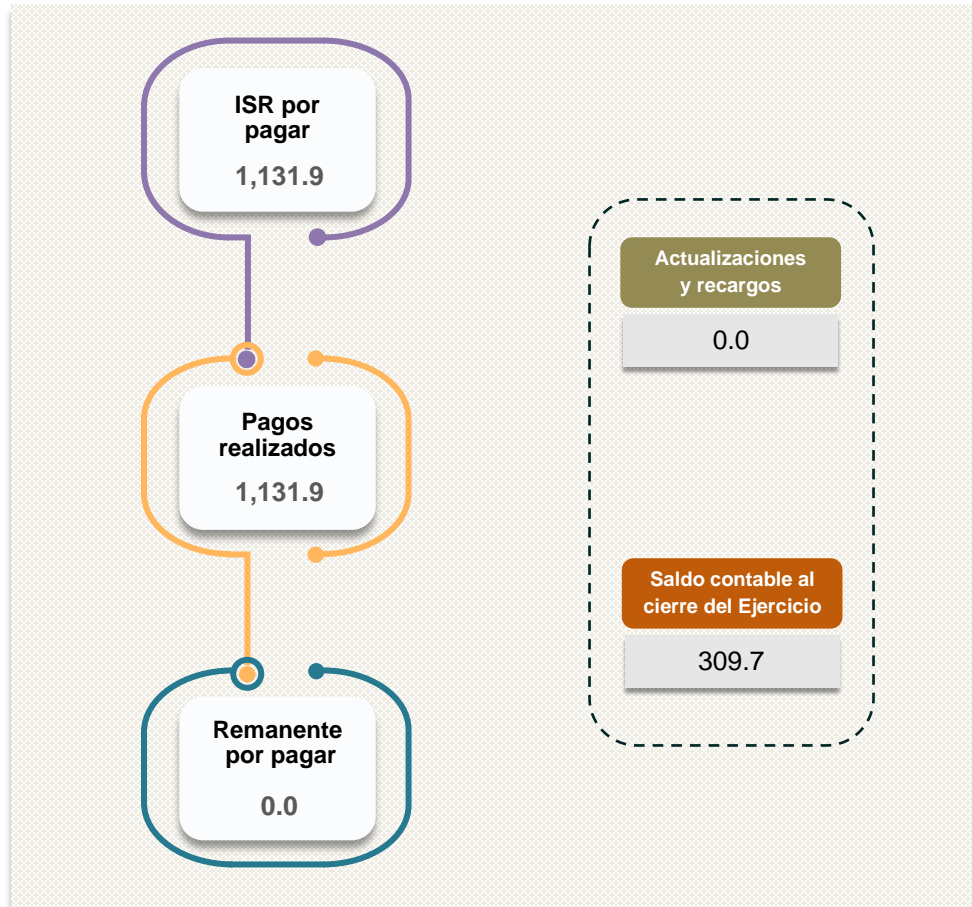 ISR por
pagar
1,131.9
Pagos
realizados
1,131.9
Remanente
por pagar
0.0
Actualizaciones
y recargos
0.0
Saldo contable al
cierre del Ejercicio
309.7